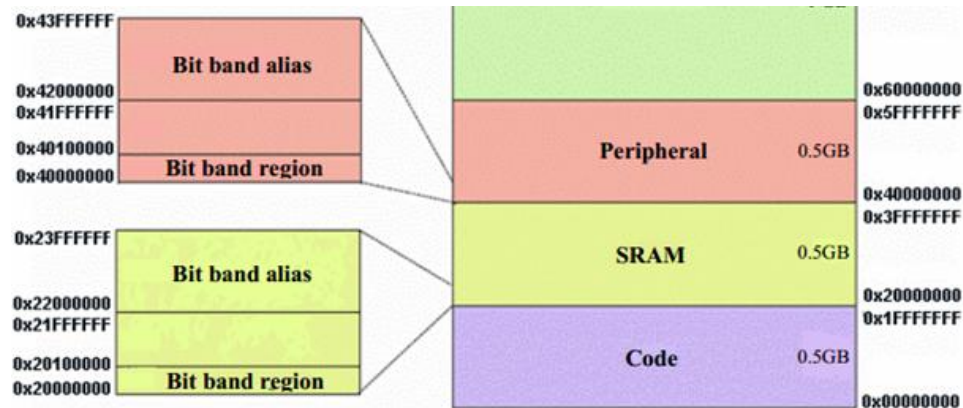 0x43FFFFFF
Bit band alias
0x42000000
0x41FFFFFF
0x40100000
Bit band region
0x40000000
0x23FFFFFF
Bit band alias
0x22000000
0x21FFFFFF
0x20100000
Bit band region
0x20000000
0x60000000
0x5FFFFFFF
Peripheral 0.5GB
0x40000000
0x3FFFFFFF
SRAM 0.5GB
0x20000000
0x1FFFFFFF
Code 0.5GB
0x00000000